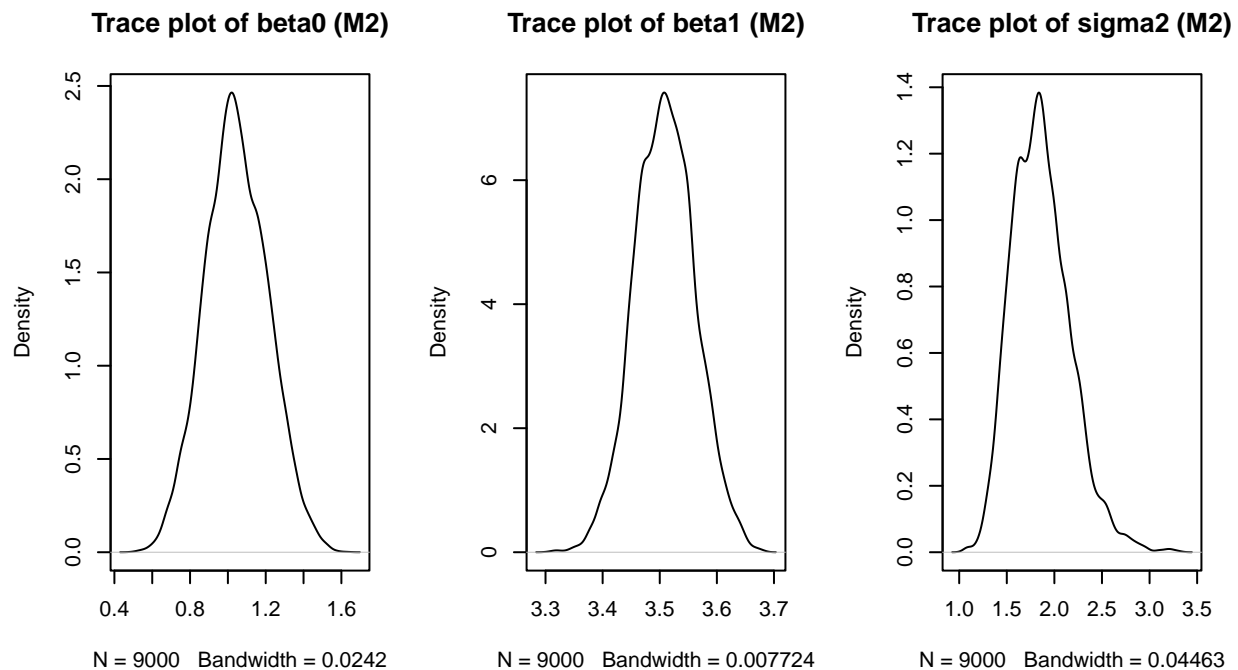 Trace plot of beta0 (M2)
Density
0.0 0.5 1.0 1.5 2.0 2.5
0.4 0.8 1.2 1.6
N = 9000 Bandwidth = 0.0242
Trace plot of beta1 (M2)
Density
0 2 4 6
3.3 3.4 3.5 3.6 3.7
N = 9000 Bandwidth = 0.007724
Trace plot of sigma2 (M2)
Density
0.0 0.2 0.4 0.6 0.8 1.0 1.2 1.4
1.0 1.5 2.0 2.5 3.0 3.5
N = 9000 Bandwidth = 0.04463